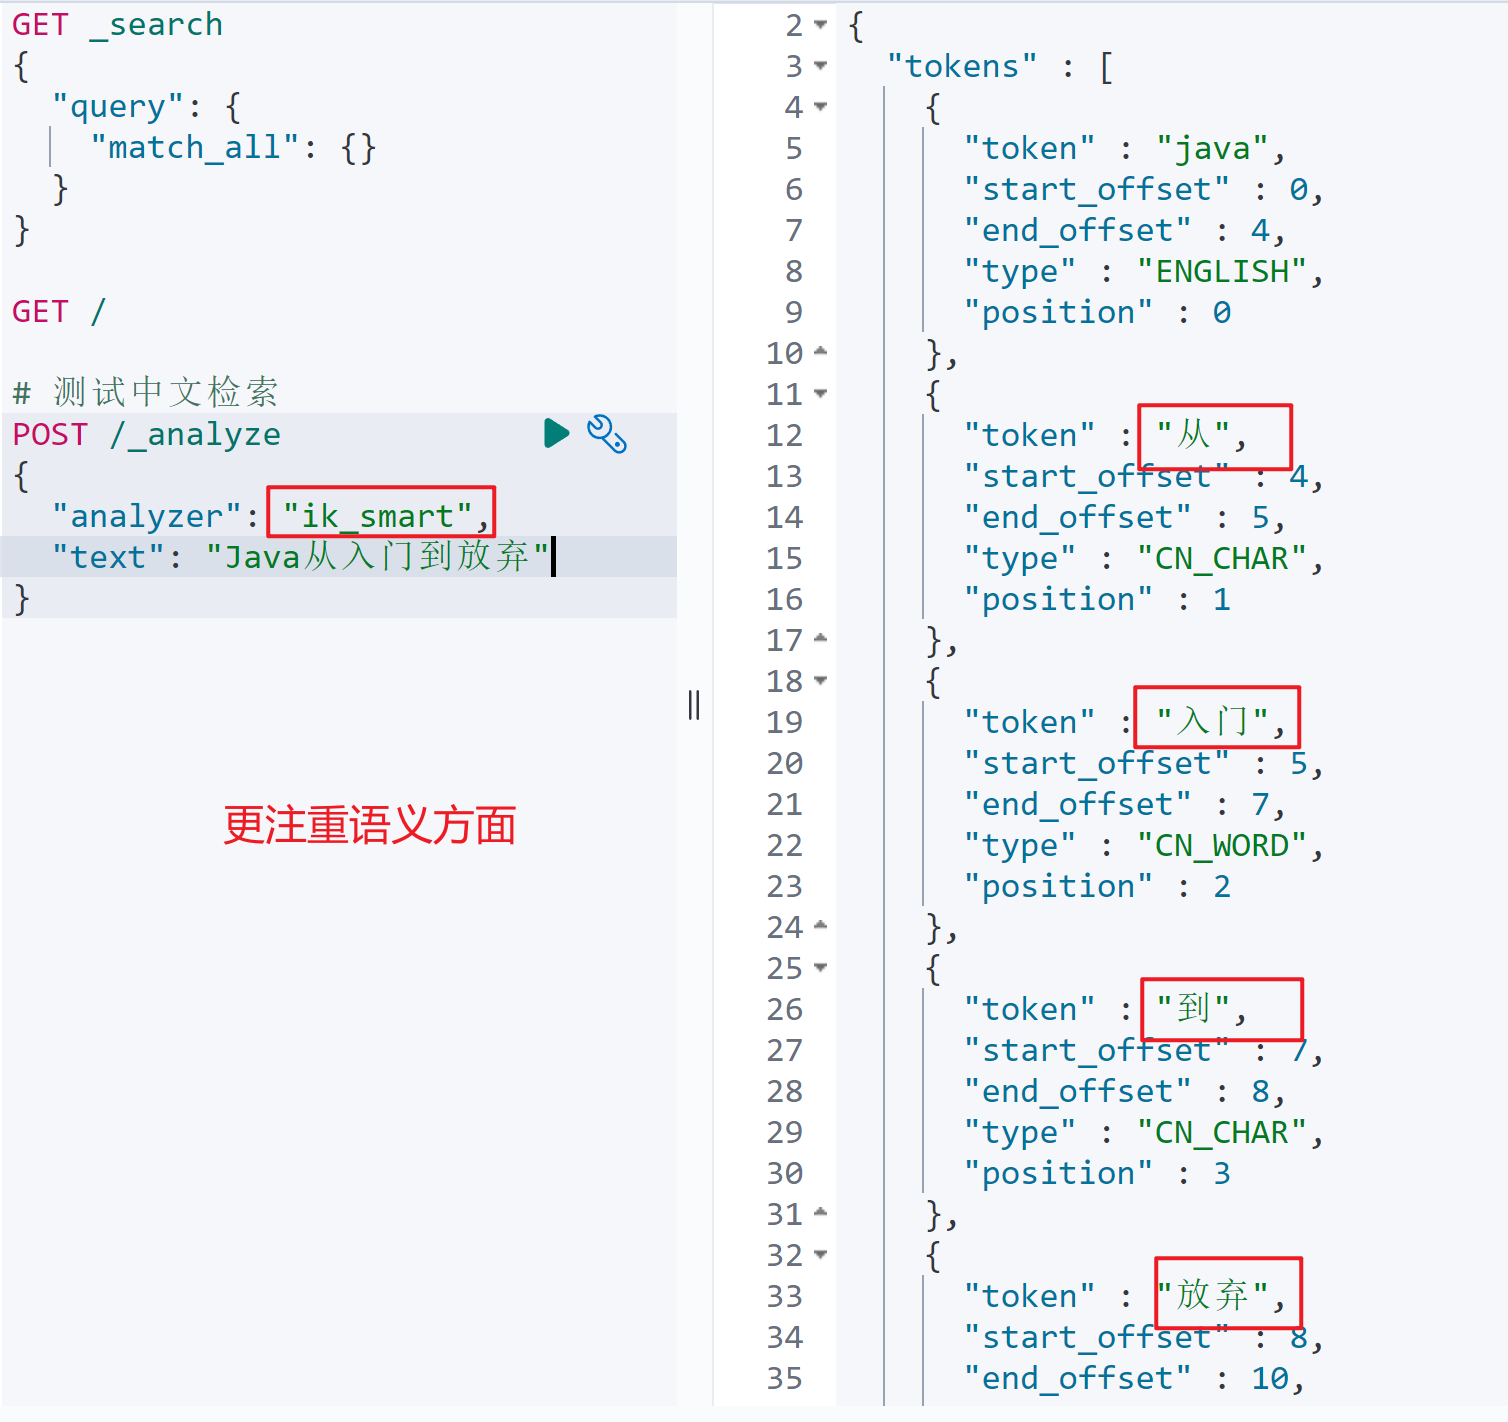 GET _search
{
  "query": {
    "match_all": {}
  }
}
GET /
# 测试中文检索
POST /_analyze
{
  "analyzer": "ik_smart",
  "text": "Java从入门到放弃"
}
更注重语义方面
2 {
3   "tokens" : [
4     {
5       "token" : "java",
6       "start_offset" : 0,
7       "end_offset" : 4,
8       "type" : "ENGLISH",
9       "position" : 0
10     },
11     {
12       "token" : "从",
13       "start_offset" : 4,
14       "end_offset" : 5,
15       "type" : "CN_CHAR",
16       "position" : 1
17     },
18     {
19       "token" : "入门",
20       "start_offset" : 5,
21       "end_offset" : 7,
22       "type" : "CN_WORD",
23       "position" : 2
24     },
25     {
26       "token" : "到",
27       "start_offset" : 7,
28       "end_offset" : 8,
29       "type" : "CN_CHAR",
30       "position" : 3
31     },
32     {
33       "token" : "放弃",
34       "start_offset" : 8,
35       "end_offset" : 10,